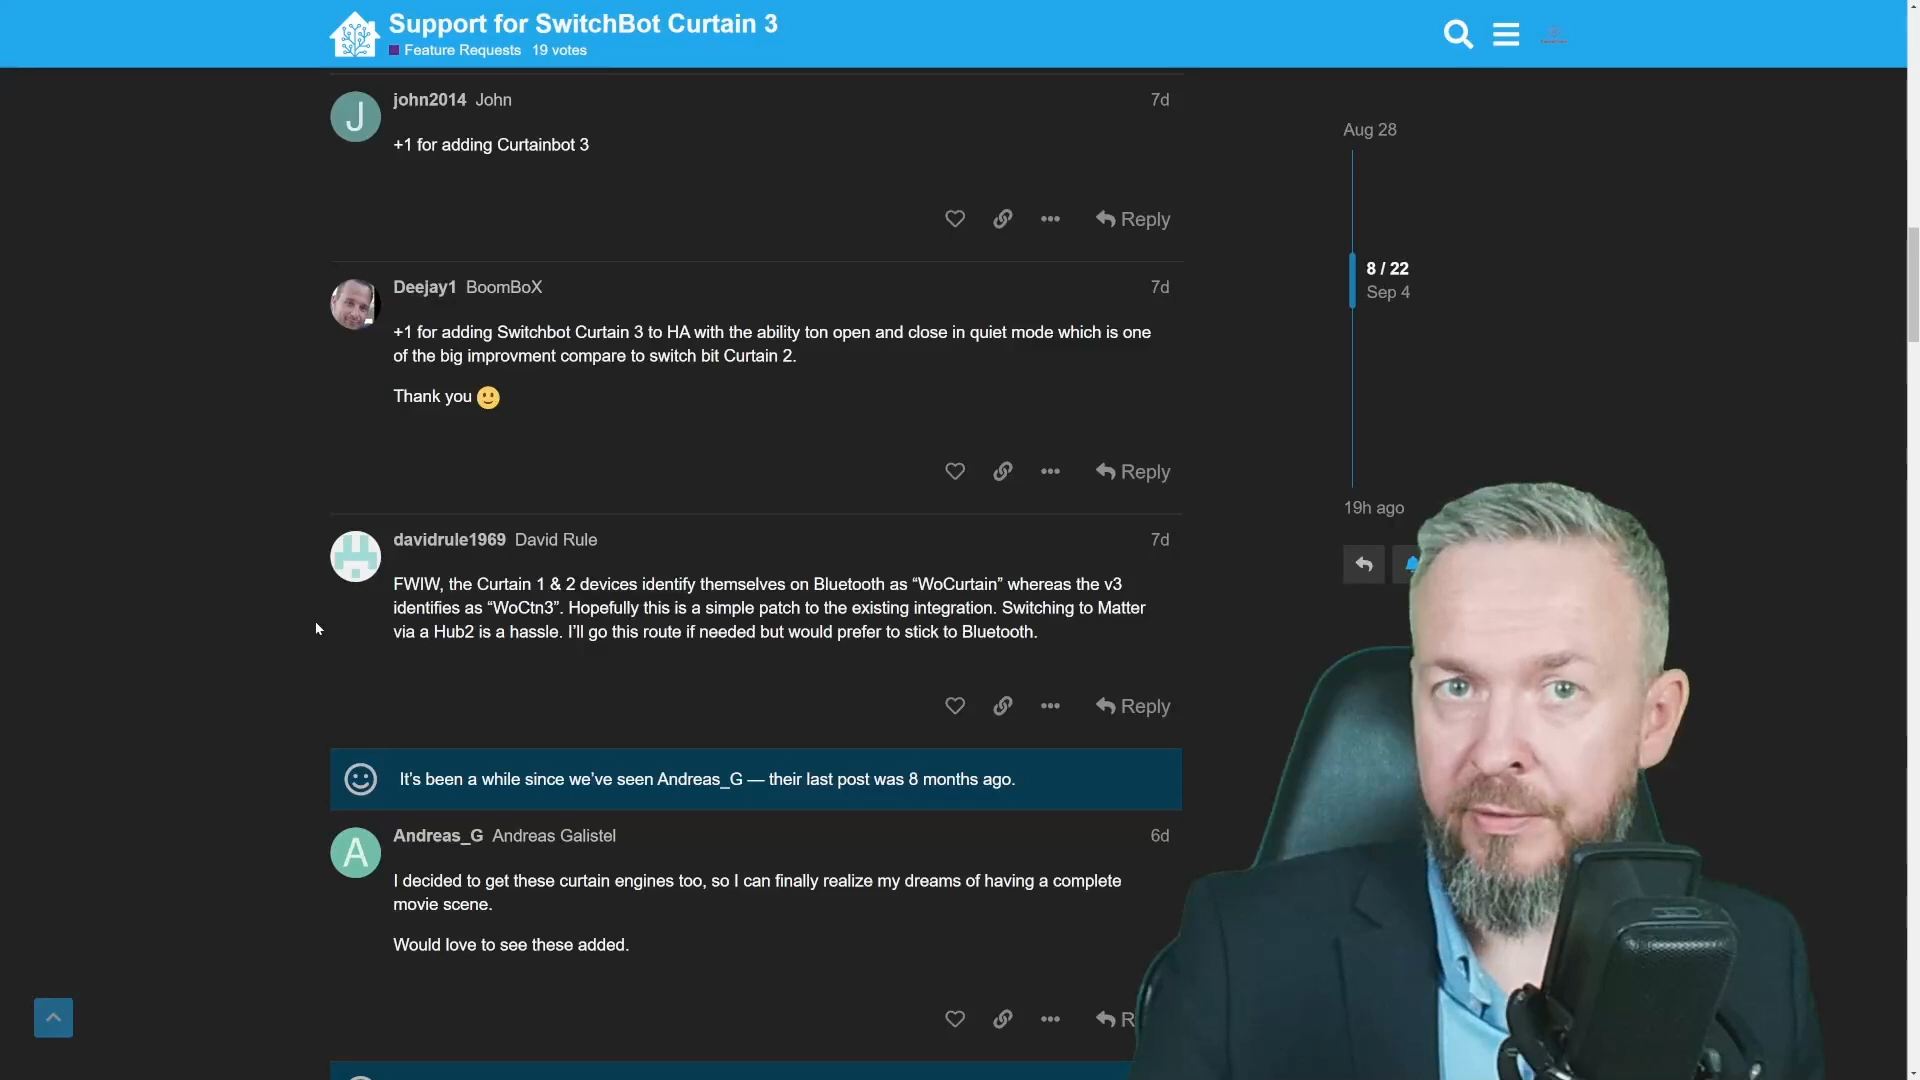 Support for SwitchBot Curtain 3
Feature Requests 19 votes
J
john2014 John
7d
+1 for adding Curtainbot 3
Reply
Deejay1 BoomBoX
7d
+1 for adding Switchbot Curtain 3 to HA with the ability ton open and close in quiet mode which is one
of the big improvment compare to switch bit Curtain 2.
Thank you
Reply
davidrule1969 David Rule
7d
FWIW, the Curtain 1 & 2 devices identify themselves on Bluetooth as “WoCurtain” whereas the v3
identifies as “WoCtn3”. Hopefully this is a simple patch to the existing integration. Switching to Matter
via a Hub2 is a hassle. I’ll go this route if needed but would prefer to stick to Bluetooth.
Reply
It’s been a while since we’ve seen Andreas_G — their last post was 8 months ago.
A
Andreas_G Andreas Galistel
6d
I decided to get these curtain engines too, so I can finally realize my dreams of having a complete
movie scene.
Would love to see these added.
R
Aug 28
8 / 22
Sep 4
19h ago